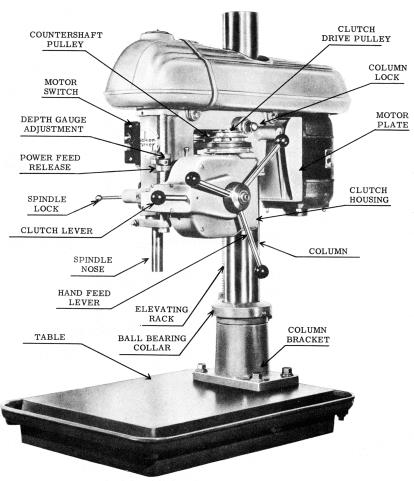 COUNTERSHAFT
PULLEY
CLUTCH
DRIVE PULLEY
COLUMN
LOCK
MOTOR
SWITCH
DEPTH GAUGE
ADJUSTMENT
MOTOR
PLATE
POWER FEED
RELEASE
SPINDLE
LOCK
CLUTCH
HOUSING
CLUTCH LEVER
COLUMN
SPINDLE
NOSE
HAND FEED
LEVER
ELEVATING
RACK
TABLE
BALL BEARING
COLLAR
COLUMN
BRACKET